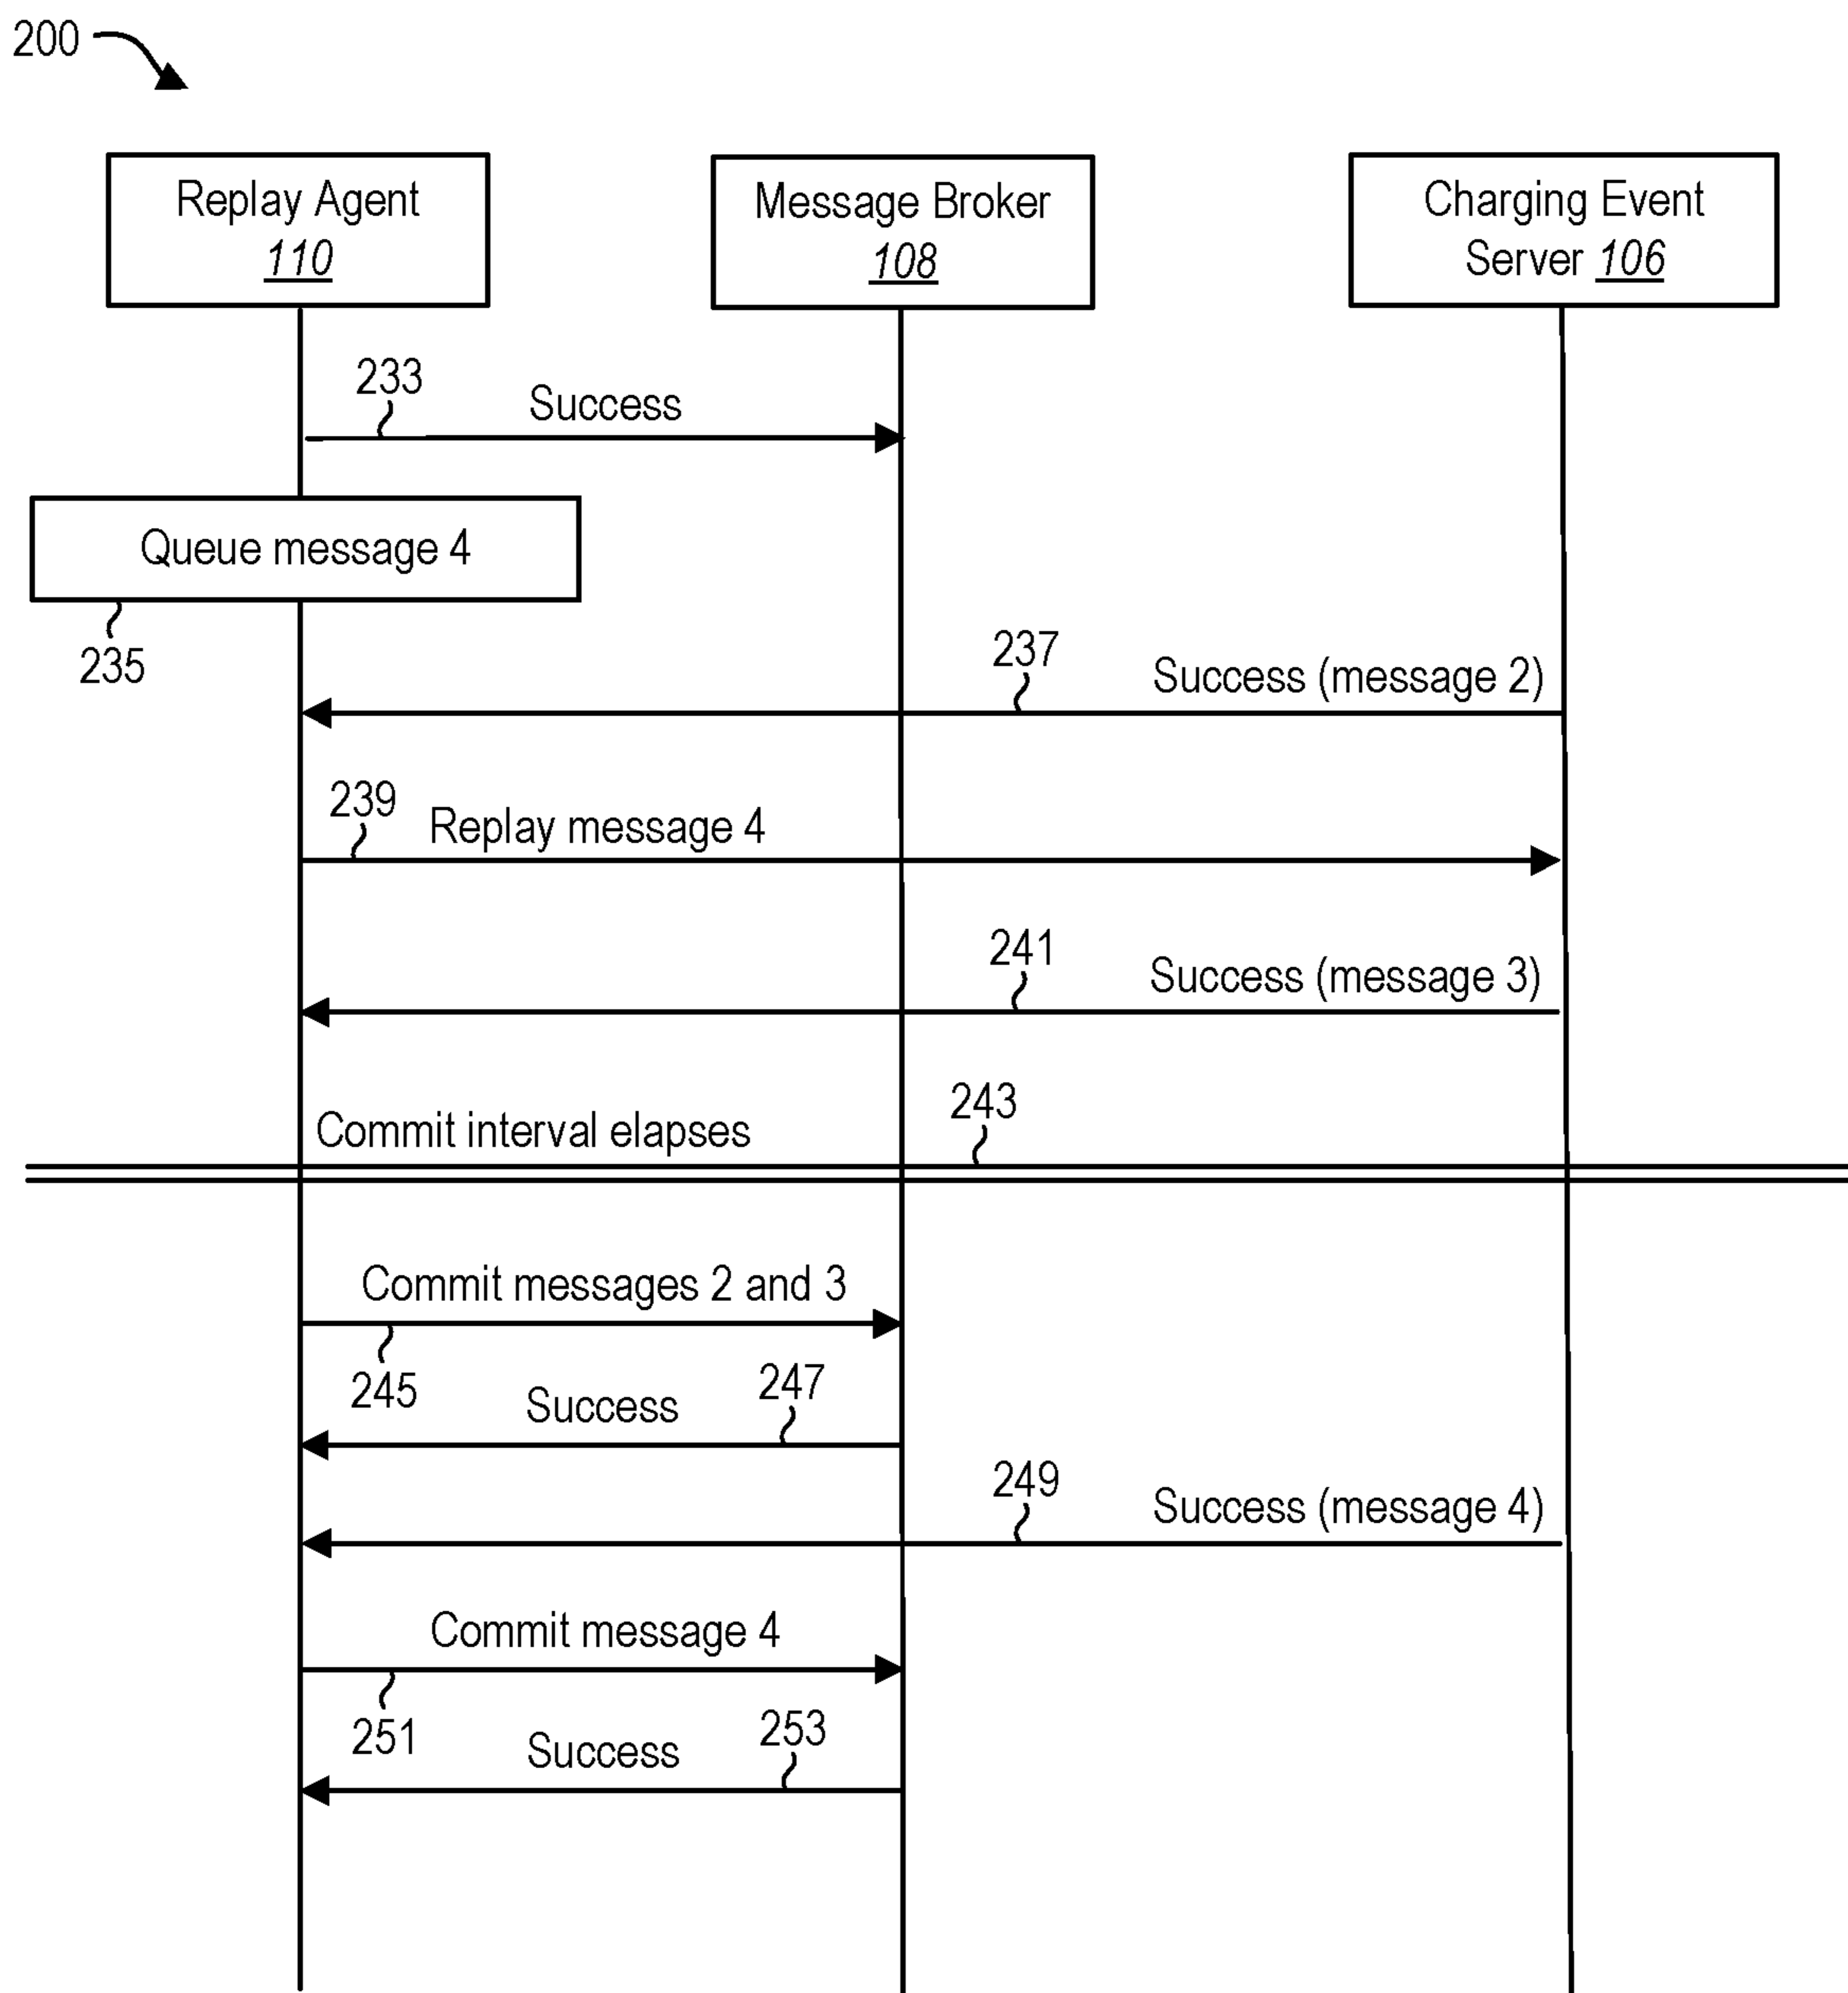 200
Replay Agent
110
Message Broker
108
Charging Event
Server 106
233
Success
Queue message 4
235
237
Success (message 2)
239
Replay message 4
241
Success (message 3)
243
Commit interval elapses
Commit messages 2 and 3
245
247
Success
249
Success (message 4)
Commit message 4
251
253
Success